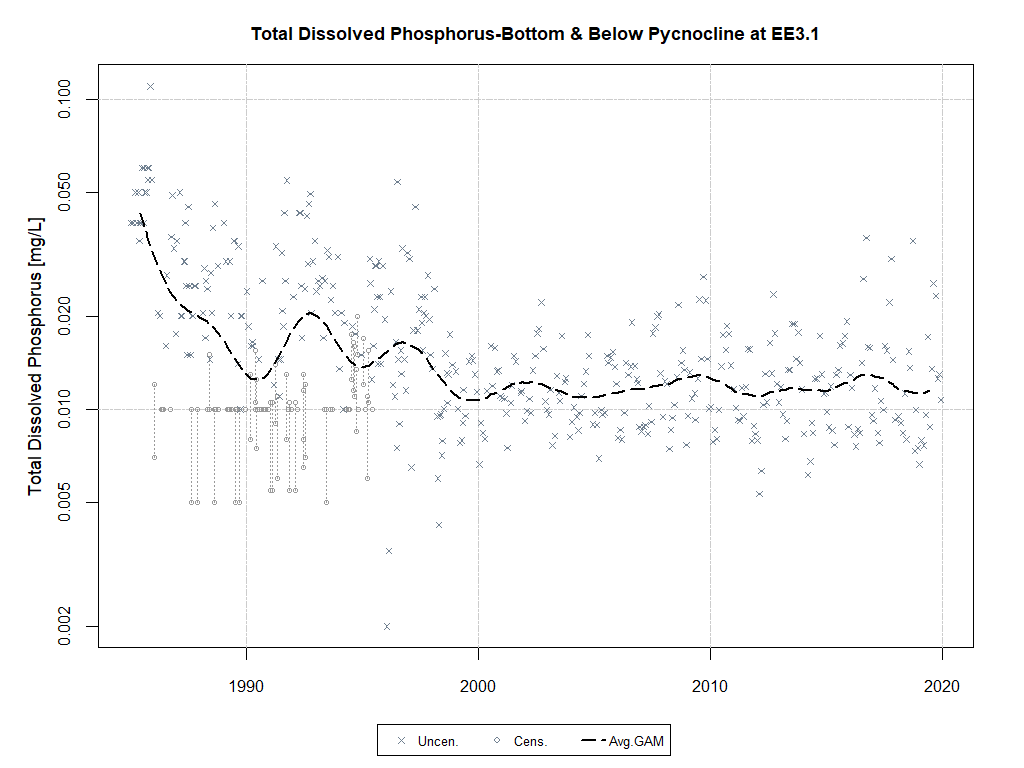 Total Dissolved Phosphorus-Bottom & Below Pycnocline at EE3.1
Total Dissolved Phosphorus [mg/L]
0.100
0.050
0.020
0.010
0.005
0.002
1990 2000 2010 2020
Uncen. Cens. Avg.GAM